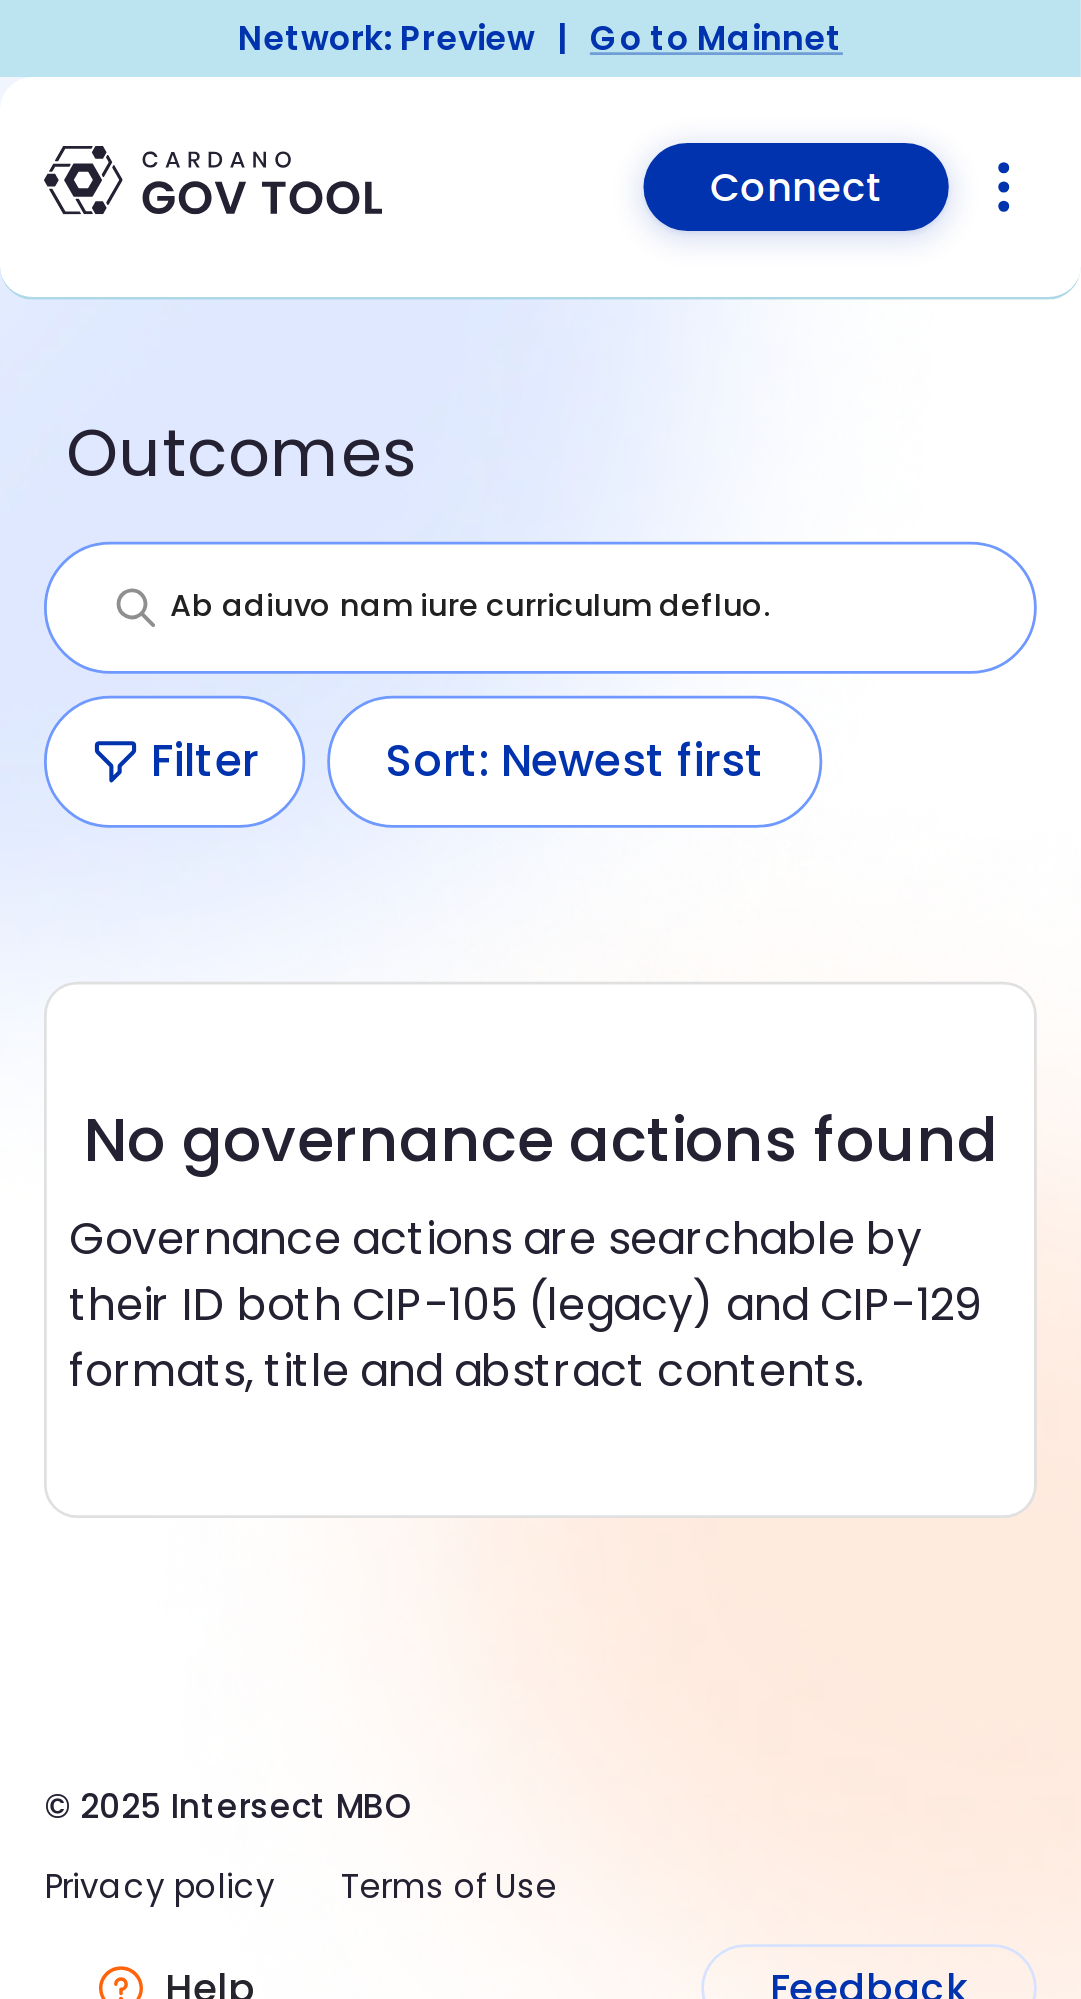 Network: Preview | Go to Mainnet
CARDANO
GOV TOOL
Connect
Outcomes
Ab adiuvo nam iure curriculum defluo.
Filter
Sort: Newest first
No governance actions found
Governance actions are searchable by
their ID both CIP-105 (legacy) and CIP-129
formats, title and abstract contents.
© 2025 Intersect MBO
Privacy policy
Terms of Use
Help
Feedback